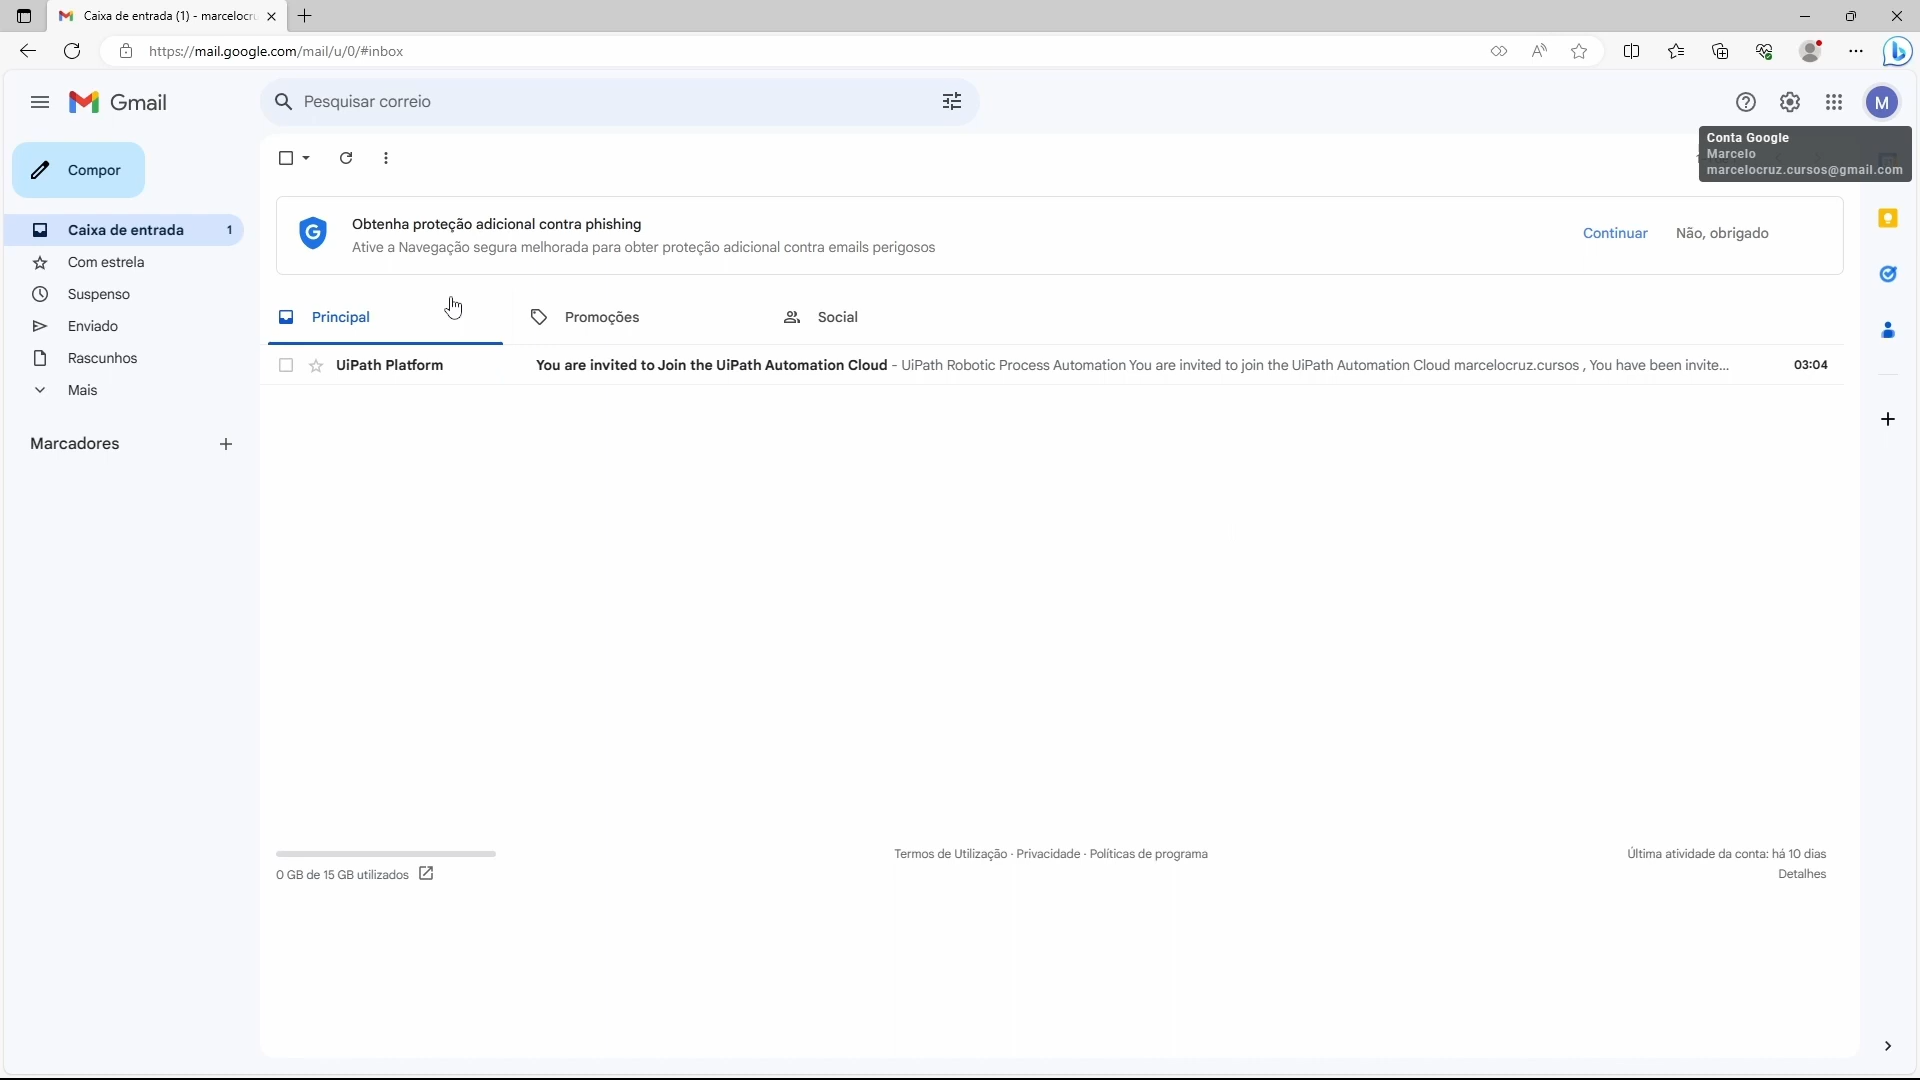 Caixa de entrada (1) - marcelocru
https://mail.google.com/mail/u/0/#inbox
Gmail
Pesquisar correio
M
Conta Google
Marcelo
marcelocruz.cursos@gmail.com
Compor
Caixa de entrada 1
Com estrela
Suspenso
Enviado
Rascunhos
Mais
Marcadores
Obtenha proteção adicional contra phishing
Ative a Navegação segura melhorada para obter proteção adicional contra emails perigosos
Continuar Não, obrigado
Principal Promoções Social
UiPath Platform You are invited to Join the UiPath Automation Cloud - UiPath Robotic Process Automation You are invited to join the UiPath Automation Cloud marcelocruz.cursos , You have been invite... 03:04
0 GB de 15 GB utilizados
Termos de Utilização · Privacidade · Políticas de programa
Última atividade da conta: há 10 dias
Detalhes